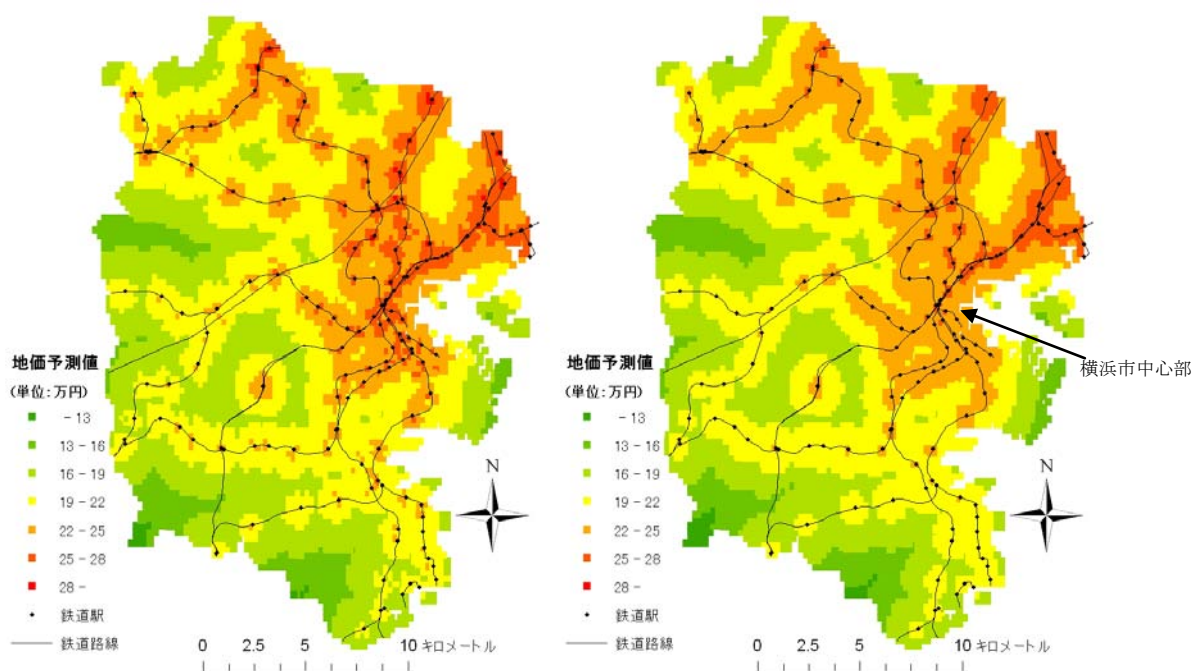 地価予測値
(単位:万円)
-13
13-16
16-19
19-22
22-25
25-28
28-
鉄道駅
鉄道路線
N
0 2.5 5 10 キロメートル
地価予測値
(単位:万円)
-13
13-16
16-19
19-22
22-25
25-28
28-
鉄道駅
鉄道路線
N
0 2.5 5 10 キロメートル
横浜市中心部